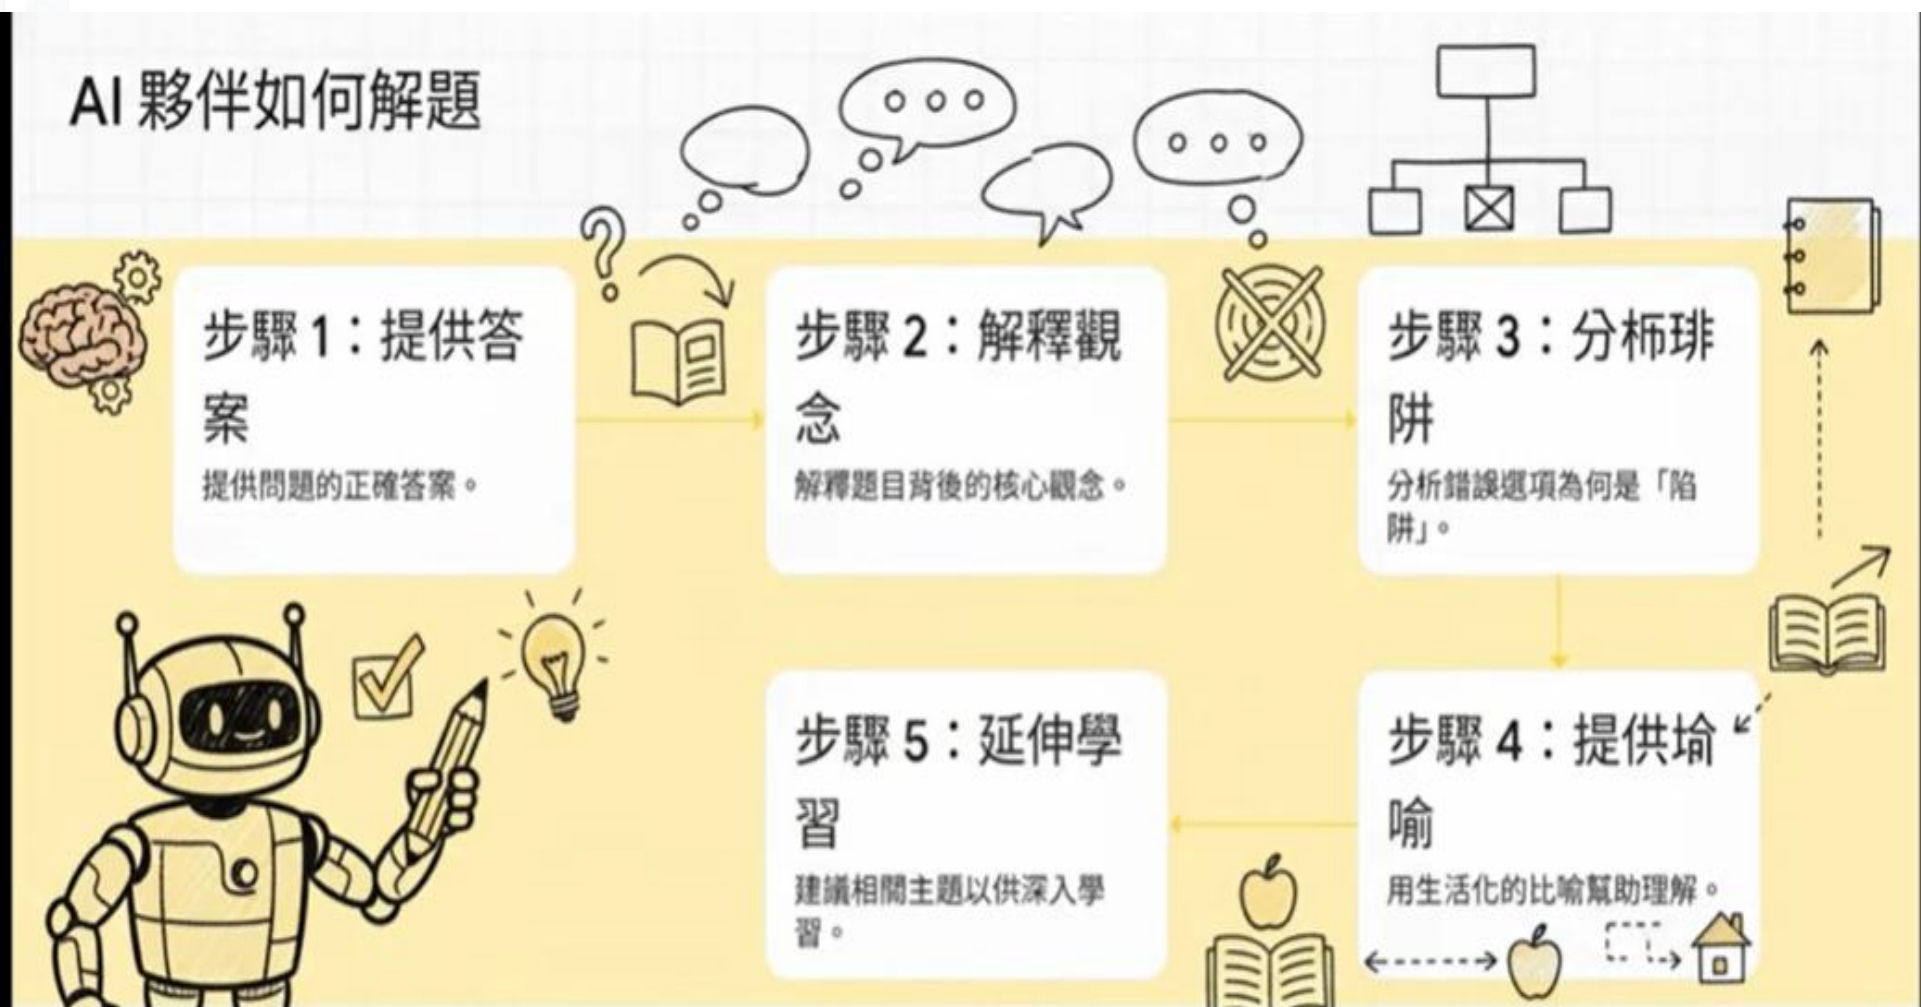 AI 夥伴如何解題
步驟 1：提供答
案
提供問題的正確答案。
步驟 2：解釋觀
念
解釋題目背後的核心觀念。
步驟 3：分枾琲
阱
分析錯誤選項為何是「陷
阱」。
步驟 4：提供堬
喻
用生活化的比喻幫助理解。
步驟 5：延伸學
習
建議相關主題以供深入學
習。